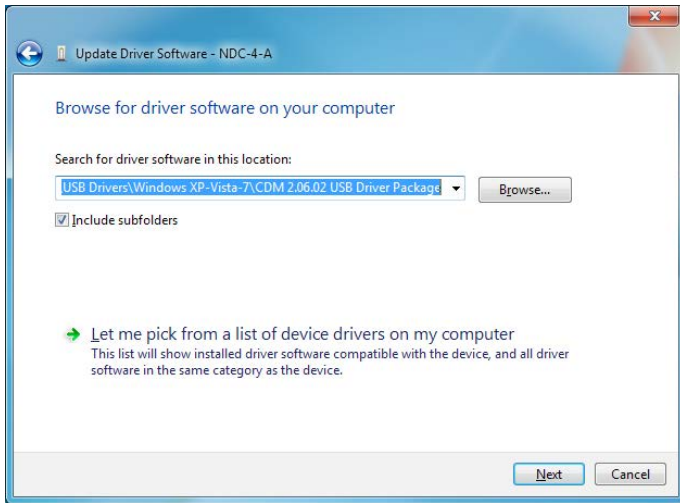 Update Driver Software - NDC-4-A
Browse for driver software on your computer
Search for driver software in this location:
USB Drivers\Windows XP-Vista-7\CDM 2.06.02 USB Driver Package
Browse...
Include subfolders
Let me pick from a list of device drivers on my computer
This list will show installed driver software compatible with the device, and all driver
software in the same category as the device.
Next
Cancel